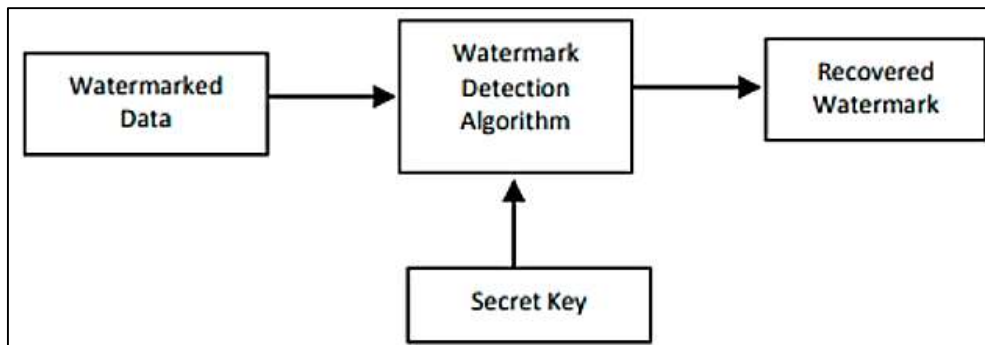 Watermarked
Data
Watermark
Detection
Algorithm
Recovered
Watermark
Secret Key